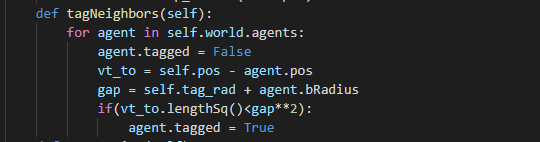 def tagNeighbors(self):
for agent in self.world.agents:
agent.tagged = False
vt_to = self.pos - agent.pos
gap = self.tag_rad + agent.bRadius
if(vt_to.lengthSq()<gap**2):
agent.tagged = True